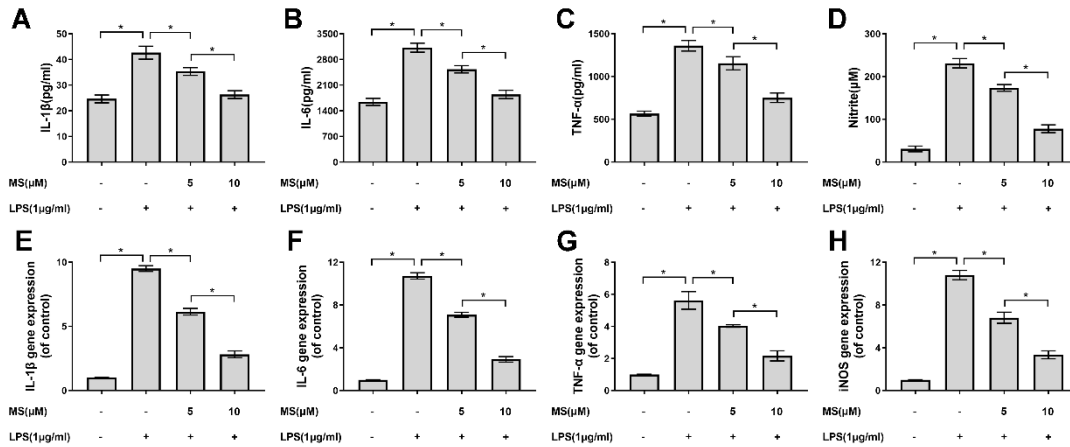 A
B
C
D
* * *
* * *
* * *
* * *
IL-1β(pg/ml)
50
40
30
20
10
0
IL-6(pg/ml)
3500
2800
2100
1400
700
0
TNF-α(pg/ml)
1500
1000
500
0
Nitrite(μM)
300
200
100
0
MS(μM) - - 5 10
LPS(1μg/ml) - + + +
MS(μM) - - 5 10
LPS(1μg/ml) - + + +
MS(μM) - - 5 10
LPS(1μg/ml) - + + +
MS(μM) - - 5 10
LPS(1μg/ml) - + + +
E
F
G
H
* * *
* * *
* * *
* * *
IL-1β gene expression
(of control)
10
5
0
IL-6 gene expression
(of control)
12
8
4
0
TNF-α gene expression
(of control)
8
6
4
2
0
iNOS gene expression
(of control)
12
8
4
0
MS(μM) - - 5 10
LPS(1μg/ml) - + + +
MS(μM) - - 5 10
LPS(1μg/ml) - + + +
MS(μM) - - 5 10
LPS(1μg/ml) - + + +
MS(μM) - - 5 10
LPS(1μg/ml) - + + +